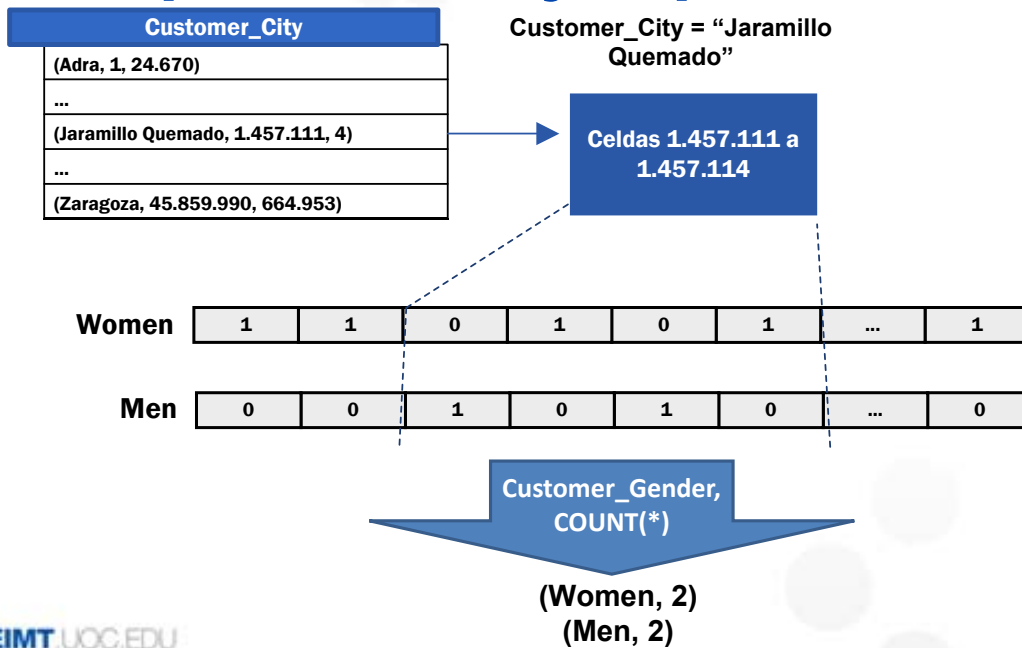 Customer_City
Customer_City = “Jaramillo
Quemado”
(Adra, 1, 24.670)
...
(Jaramillo Quemado, 1.457.111, 4)
...
(Zaragoza, 45.859.990, 664.953)
Celdas 1.457.111 a
1.457.114
Women 1 1 0 1 0 1 ... 1
Men 0 0 1 0 1 0 ... 0
Customer_Gender,
COUNT(*)
(Women, 2)
(Men, 2)
EIMT.UOC.EDU